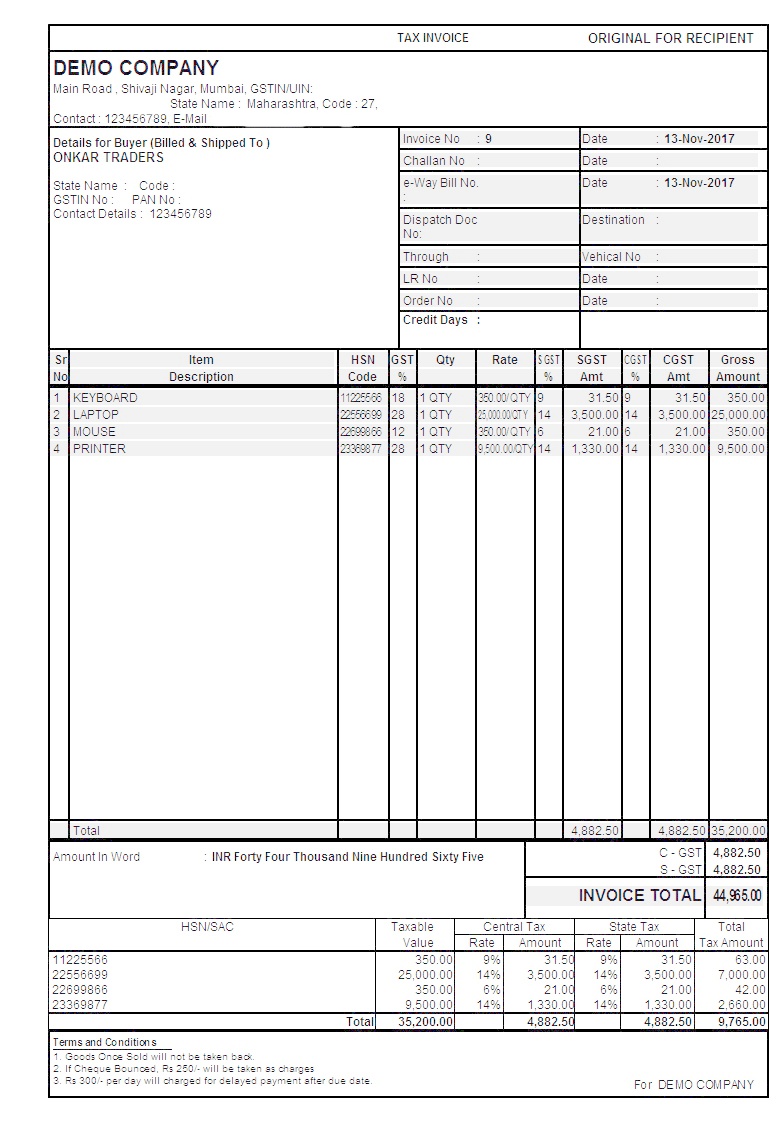 TAX INVOICE ORIGINAL FOR RECIPIENT
DEMO COMPANY
Main Road , Shivaji Nagar, Mumbai, GSTIN/UIN:
State Name : Maharashtra, Code : 27,
Contact : 123456789, E-Mail
Details for Buyer (Billed & Shipped To )
ONKAR TRADERS
State Name : Code :
GSTIN No : PAN No :
Contact Details : 123456789
Invoice No : 9 Date : 13-Nov-2017
Challan No : Date :
e-Way Bill No. Date : 13-Nov-2017
:
Dispatch Doc Destination :
No:
Through : Vehical No :
LR No : Date :
Order No : Date :
Credit Days :
Sr Item HSN GST Qty Rate SGST SGST CGST CGST Gross
No Description Code % % Amt % Amt Amount
1 KEYBOARD 11225566 18 1 QTY 350.00/QTY 9 31.50 9 31.50 350.00
2 LAPTOP 22556699 28 1 QTY 25,000.00/QTY 14 3,500.00 14 3,500.00 25,000.00
3 MOUSE 22699866 12 1 QTY 350.00/QTY 6 21.00 6 21.00 350.00
4 PRINTER 23369877 28 1 QTY 9,500.00/QTY 14 1,330.00 14 1,330.00 9,500.00
Total 4,882.50 4,882.50 35,200.00
Amount In Word : INR Forty Four Thousand Nine Hundred Sixty Five
C - GST 4,882.50
S - GST 4,882.50
INVOICE TOTAL 44,965.00
HSN/SAC Taxable Central Tax State Tax Total
Value Rate Amount Rate Amount Tax Amount
11225566 350.00 9% 31.50 9% 31.50 63.00
22556699 25,000.00 14% 3,500.00 14% 3,500.00 7,000.00
22699866 350.00 6% 21.00 6% 21.00 42.00
23369877 9,500.00 14% 1,330.00 14% 1,330.00 2,660.00
Total 35,200.00 4,882.50 4,882.50 9,765.00
Terms and Conditions
1. Goods Once Sold will not be taken back.
2. If Cheque Bounced, Rs 250/- will be taken as charges
3. Rs 300/- per day will charged for delayed payment after due date.
For DEMO COMPANY